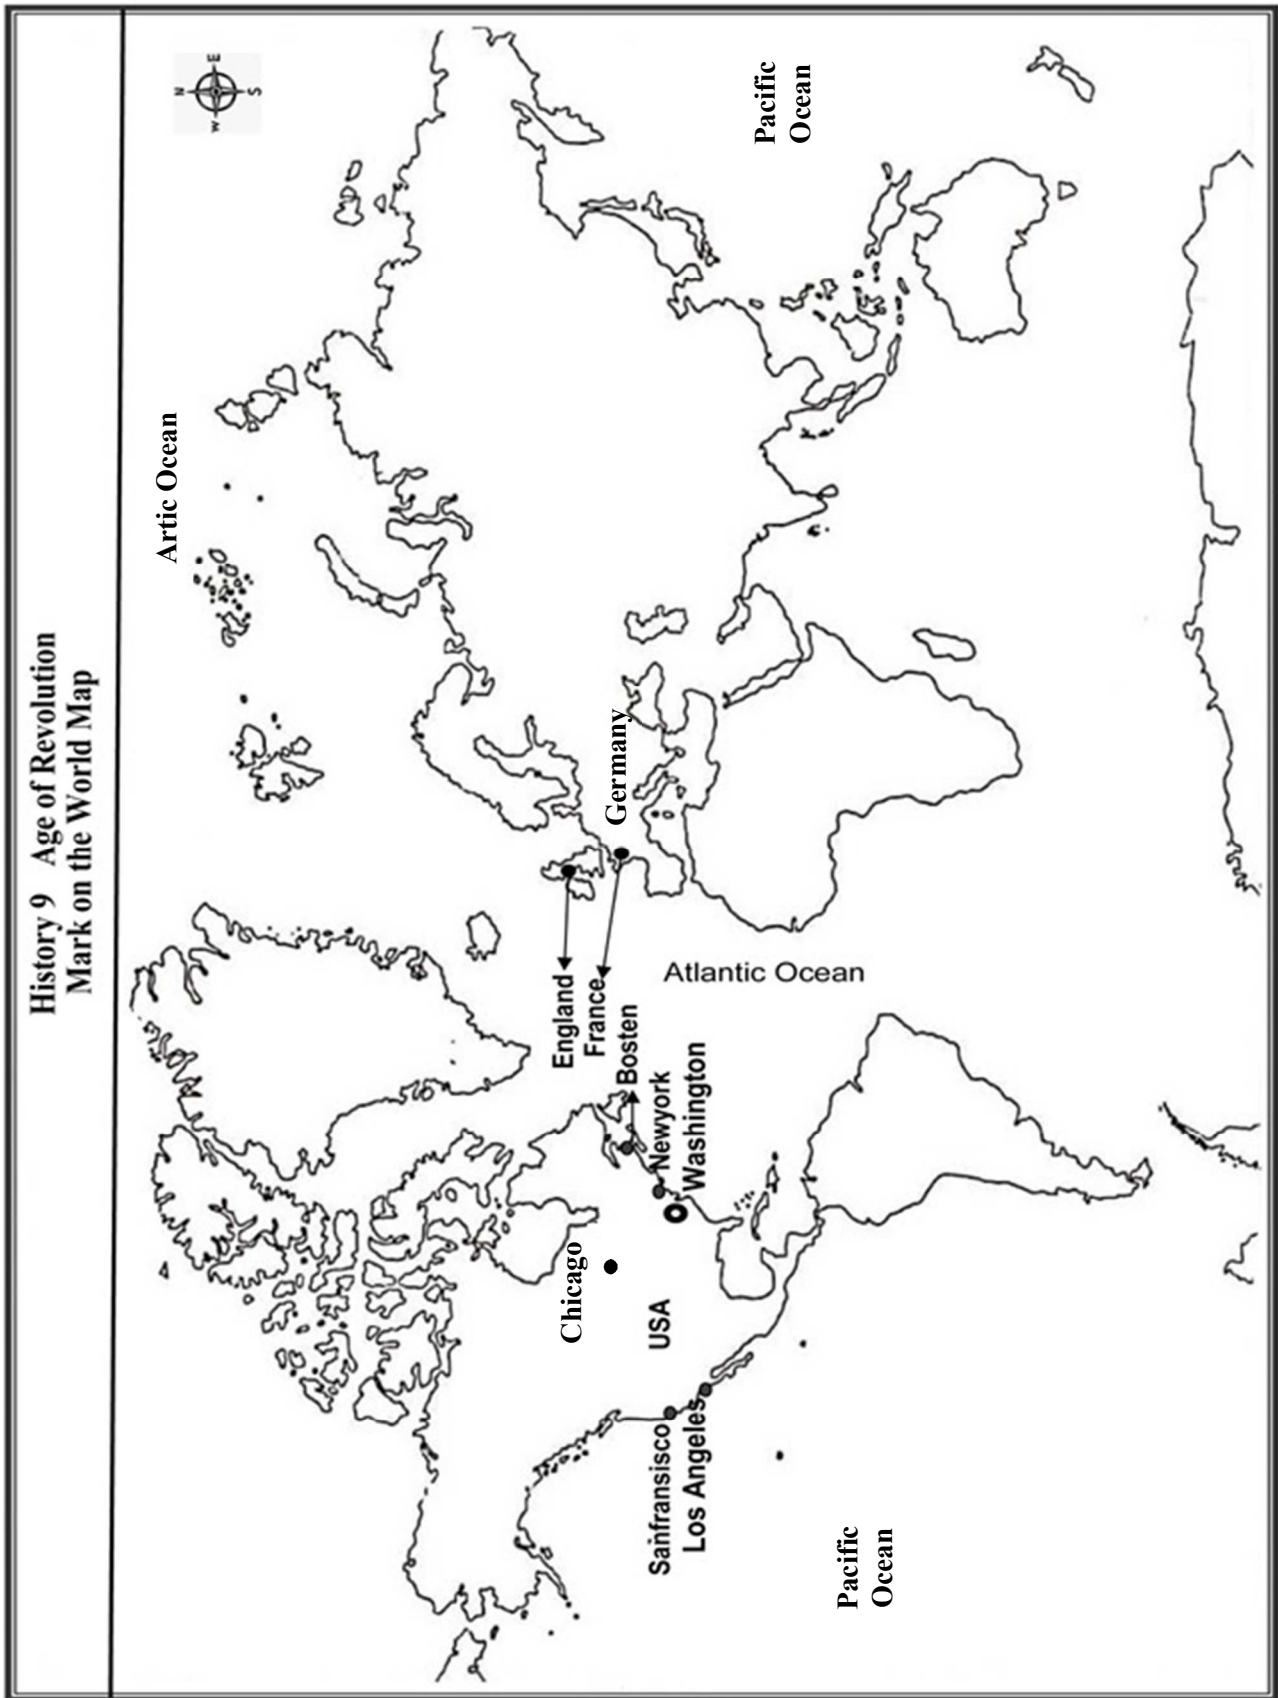 History 9 Age of Revolution
Mark on the World Map
N
E
S
W
Artic Ocean
Pacific
Ocean
Germany
England
France
Atlantic Ocean
Bosten
Newyork
Washington
Chicago
USA
Sanfransisco
Los Angeles
Pacific
Ocean